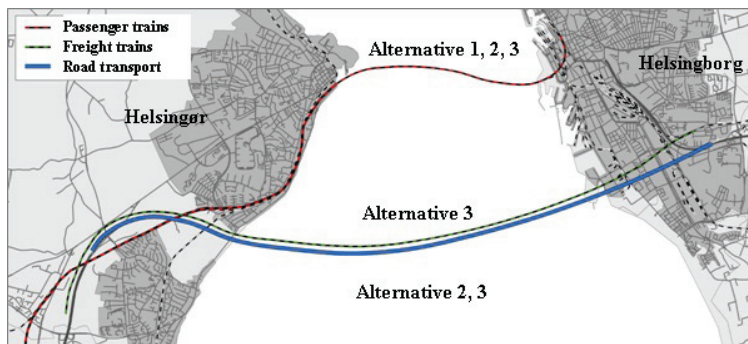 Passenger trains
Freight trains
Road transport
Alternative 1, 2, 3
Helsingborg
Helsingør
Alternative 3
Alternative 2, 3